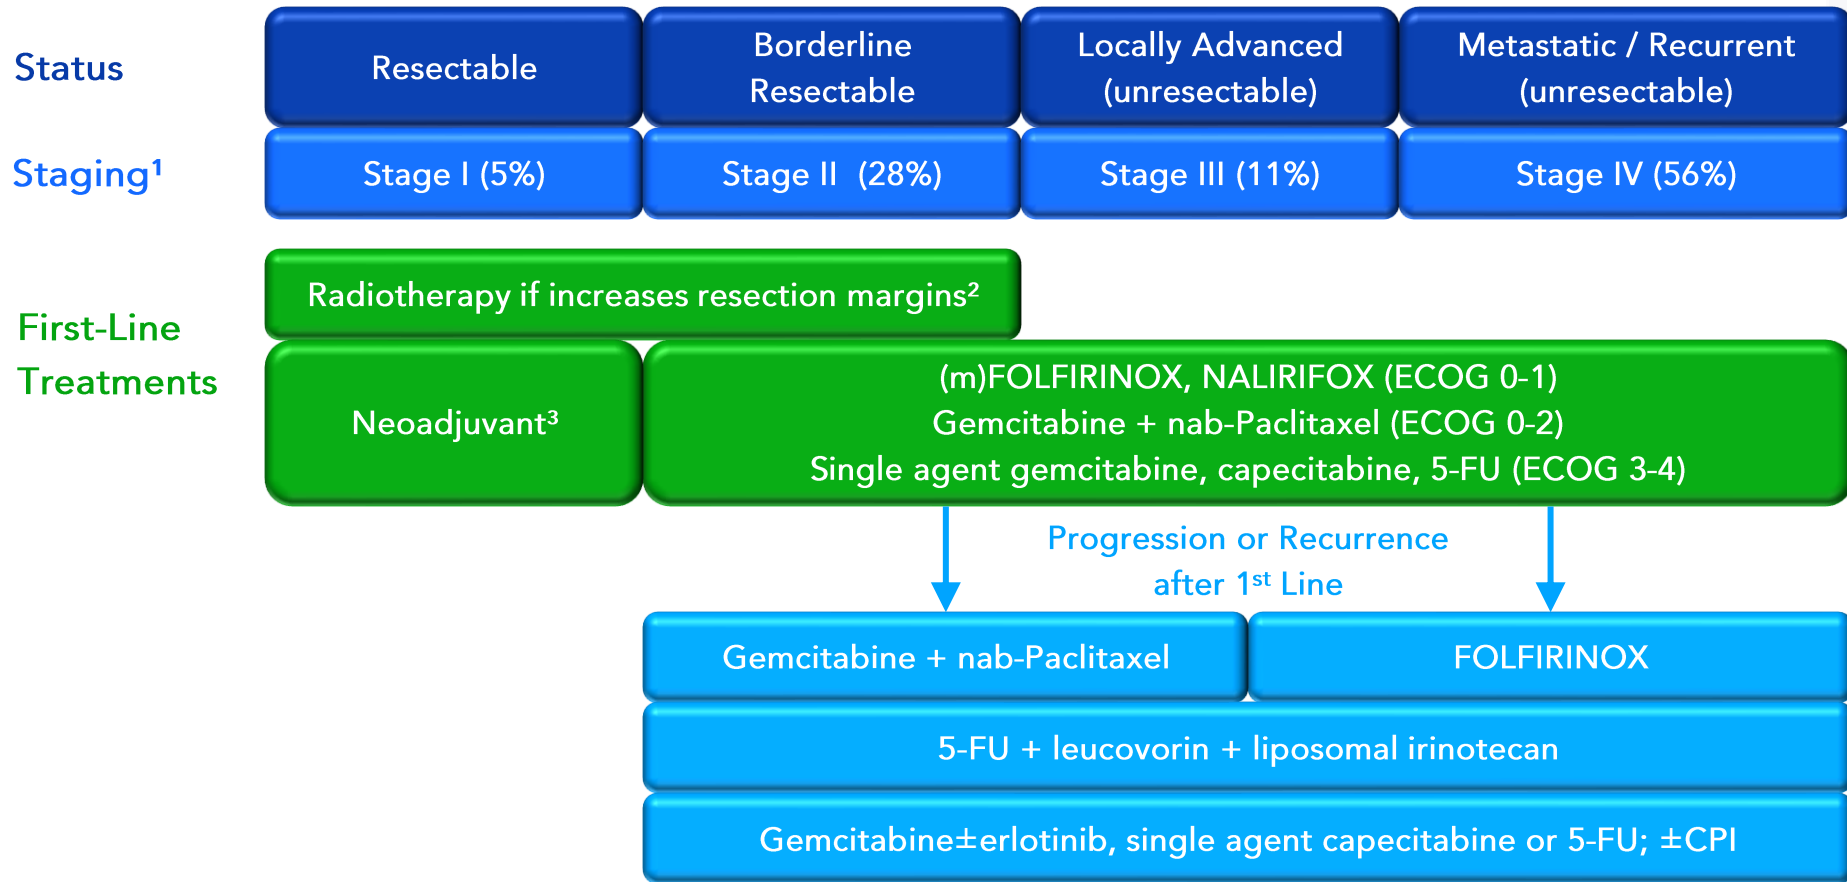 Status
Resectable
Borderline
Resectable
Locally Advanced
(unresectable)
Metastatic / Recurrent
(unresectable)
Staging¹
Stage I (5%)
Stage II (28%)
Stage III (11%)
Stage IV (56%)
First-Line
Treatments
Radiotherapy if increases resection margins²
Neoadjuvant³
(m)FOLFIRINOX, NALIRIFOX (ECOG 0-1)
Gemcitabine + nab-Paclitaxel (ECOG 0-2)
Single agent gemcitabine, capecitabine, 5-FU (ECOG 3-4)
Progression or Recurrence
after 1ˢᵗ Line
Gemcitabine + nab-Paclitaxel
FOLFIRINOX
5-FU + leucovorin + liposomal irinotecan
Gemcitabine±erlotinib, single agent capecitabine or 5-FU; ±CPI